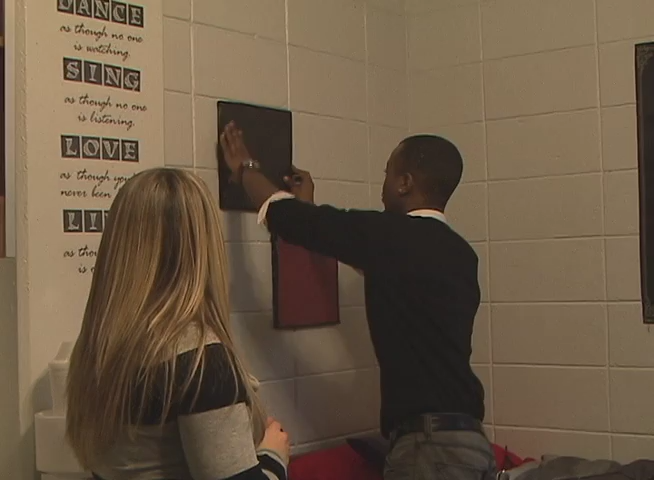 DANCE
as though no one
is watching
SING
as though no one
is listening.
LOVE
as though
never been
LI
as
is